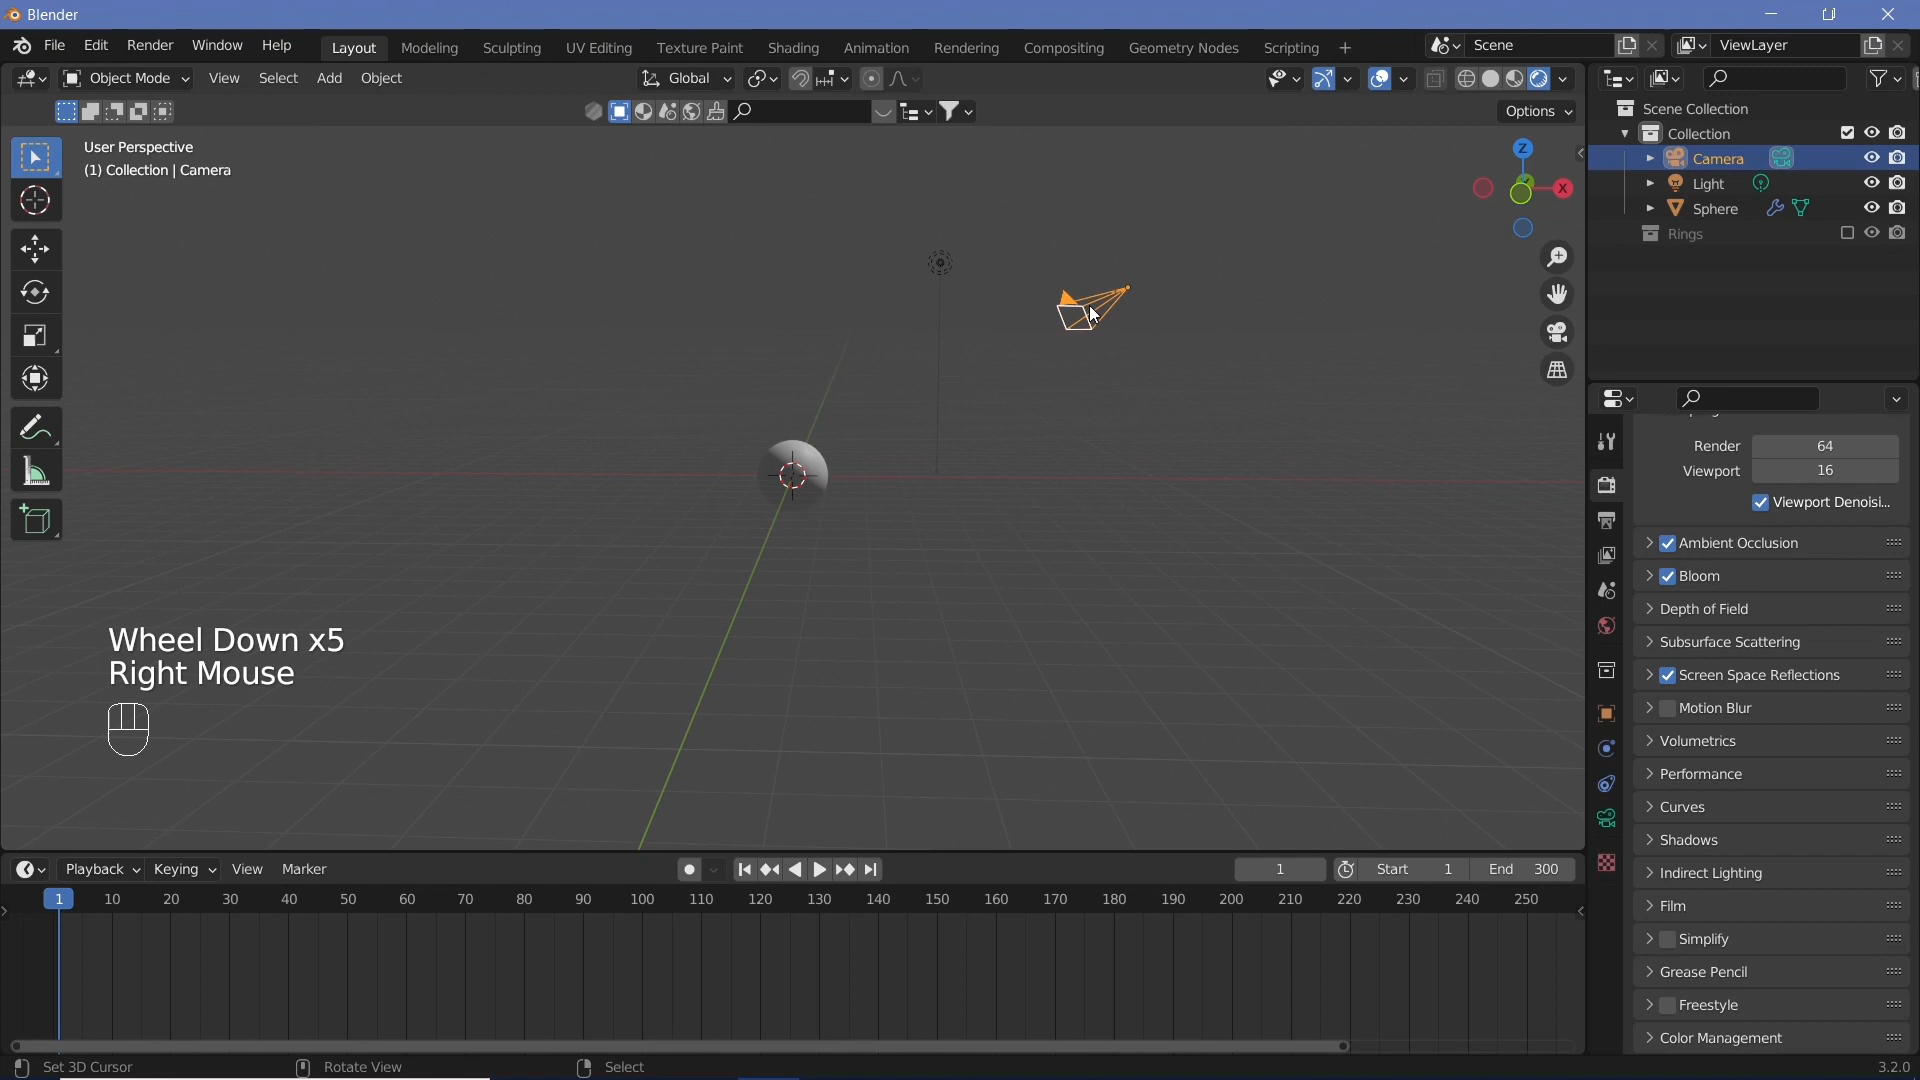 Blender
File Edit Render Window Help Layout Modeling Sculpting UV Editing Texture Paint Shading Animation Rendering Compositing Geometry Nodes Scripting + Scene ViewLayer
Object Mode View Select Add Object Global
Options
User Perspective
(1) Collection | Camera
Z
X
Scene Collection
Collection
Camera
Light
Sphere
Rings
Render 64
Viewport 16
Viewport Denoisi...
Ambient Occlusion
Bloom
Depth of Field
Subsurface Scattering
Screen Space Reflections
Motion Blur
Volumetrics
Performance
Curves
Shadows
Indirect Lighting
Film
Simplify
Grease Pencil
Freestyle
Color Management
Wheel Down x5
Right Mouse
Playback Keying View Marker 1 Start 1 End 300
1 10 20 30 40 50 60 70 80 90 100 110 120 130 140 150 160 170 180 190 200 210 220 230 240 250
Set 3D Cursor Rotate View Select 3.2.0